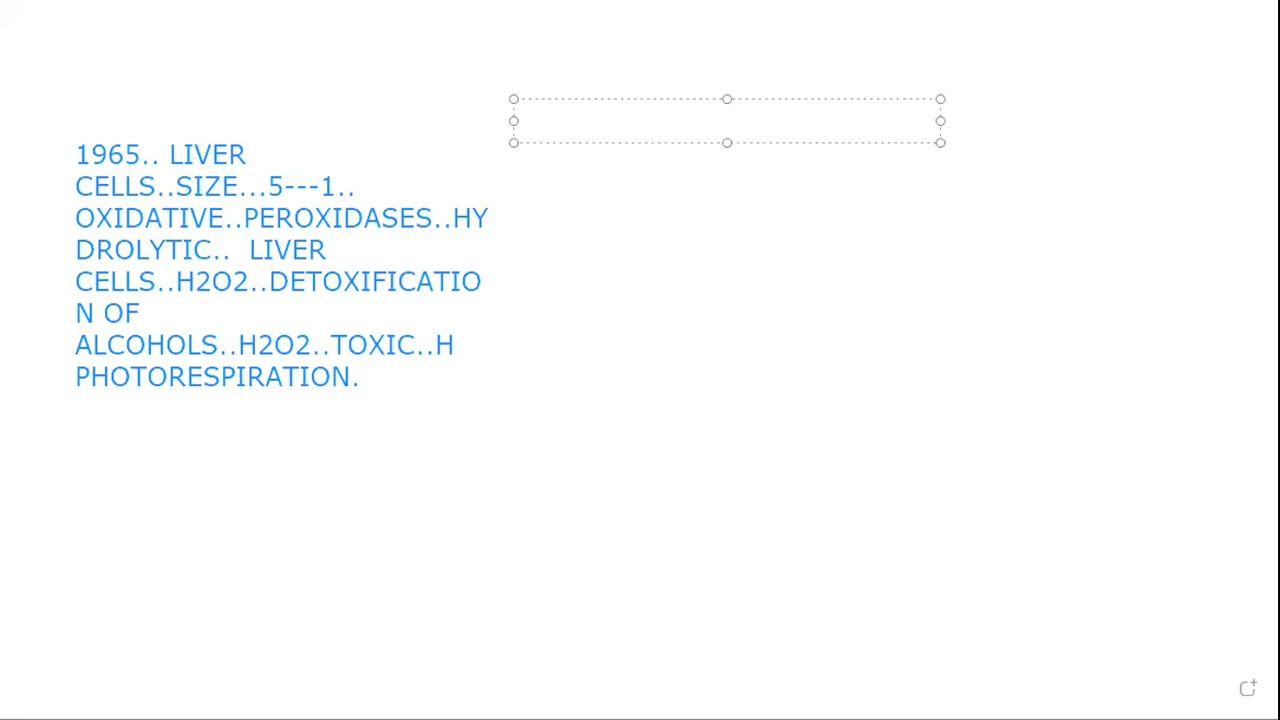 1965.. LIVER
CELLS..SIZE...5---1..
OXIDATIVE..PEROXIDASES..HY
DROLYTIC..  LIVER
CELLS..H2O2..DETOXIFICATIO
N OF
ALCOHOLS..H2O2..TOXIC..H
PHOTORESPIRATION.